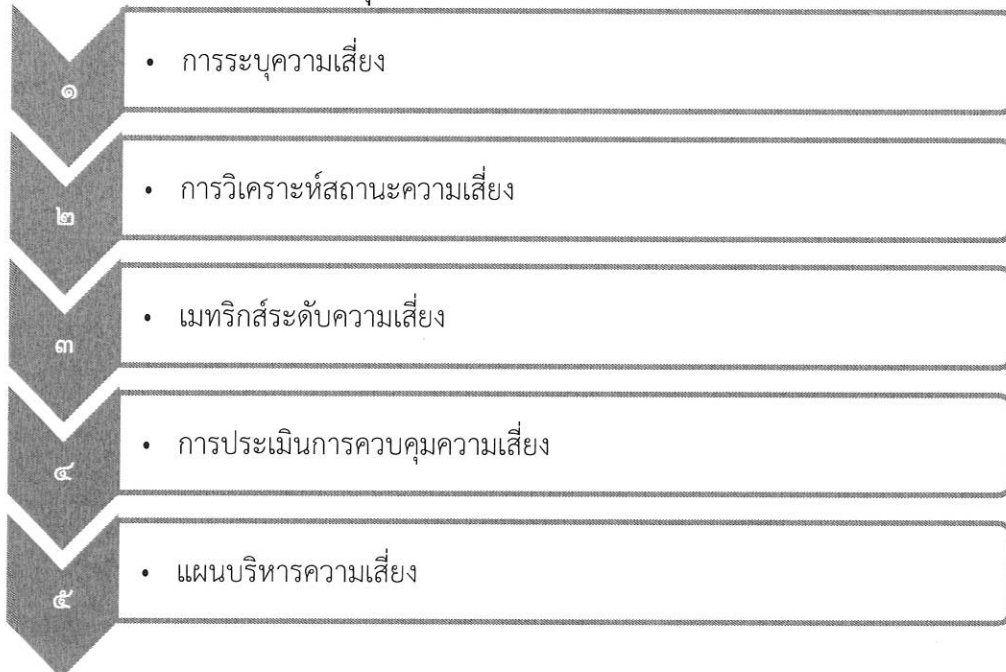 ๑
• การระบุความเสี่ยง
๒
• การวิเคราะห์สถานะความเสี่ยง
๓
• เมทริกส์ระดับความเสี่ยง
๔
• การประเมินการควบคุมความเสี่ยง
๕
• แผนบริหารความเสี่ยง